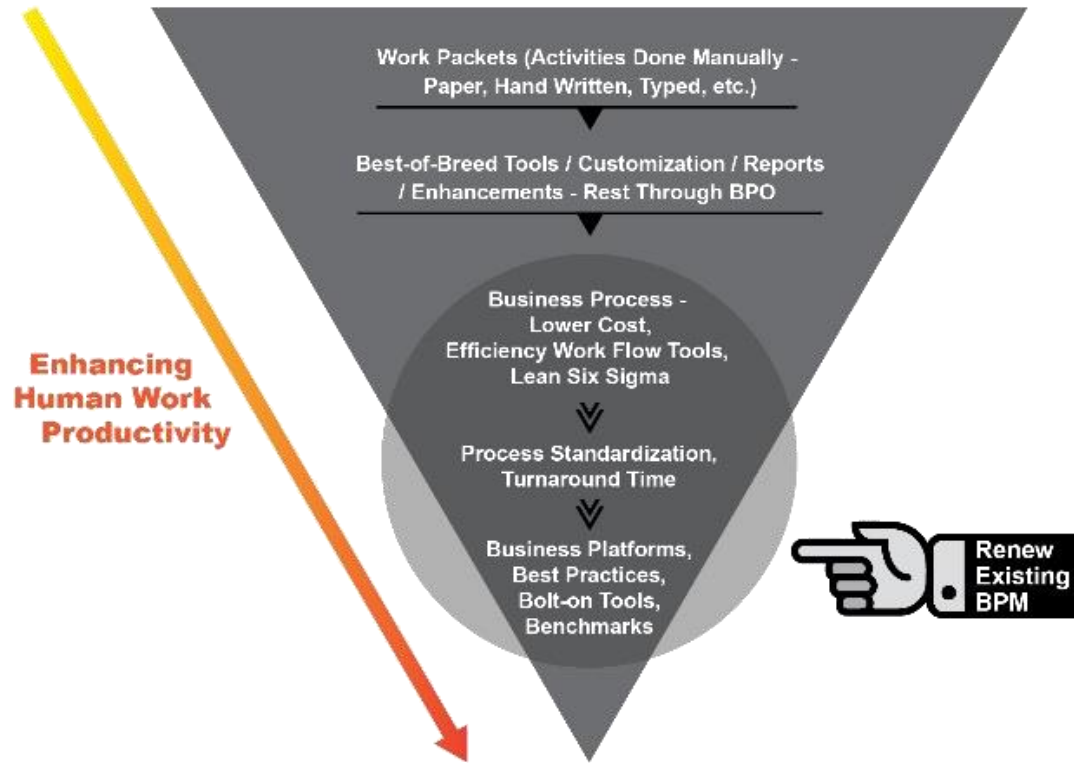 Work Packets (Activities Done Manually -
Paper, Hand Written, Typed, etc.)
Best-of-Breed Tools / Customization / Reports
/ Enhancements - Rest Through BPO
Business Process -
Lower Cost,
Efficiency Work Flow Tools,
Lean Six Sigma
Process Standardization,
Turnaround Time
Business Platforms,
Best Practices,
Bolt-on Tools,
Benchmarks
Enhancing
Human Work
Productivity
Renew
Existing
BPM